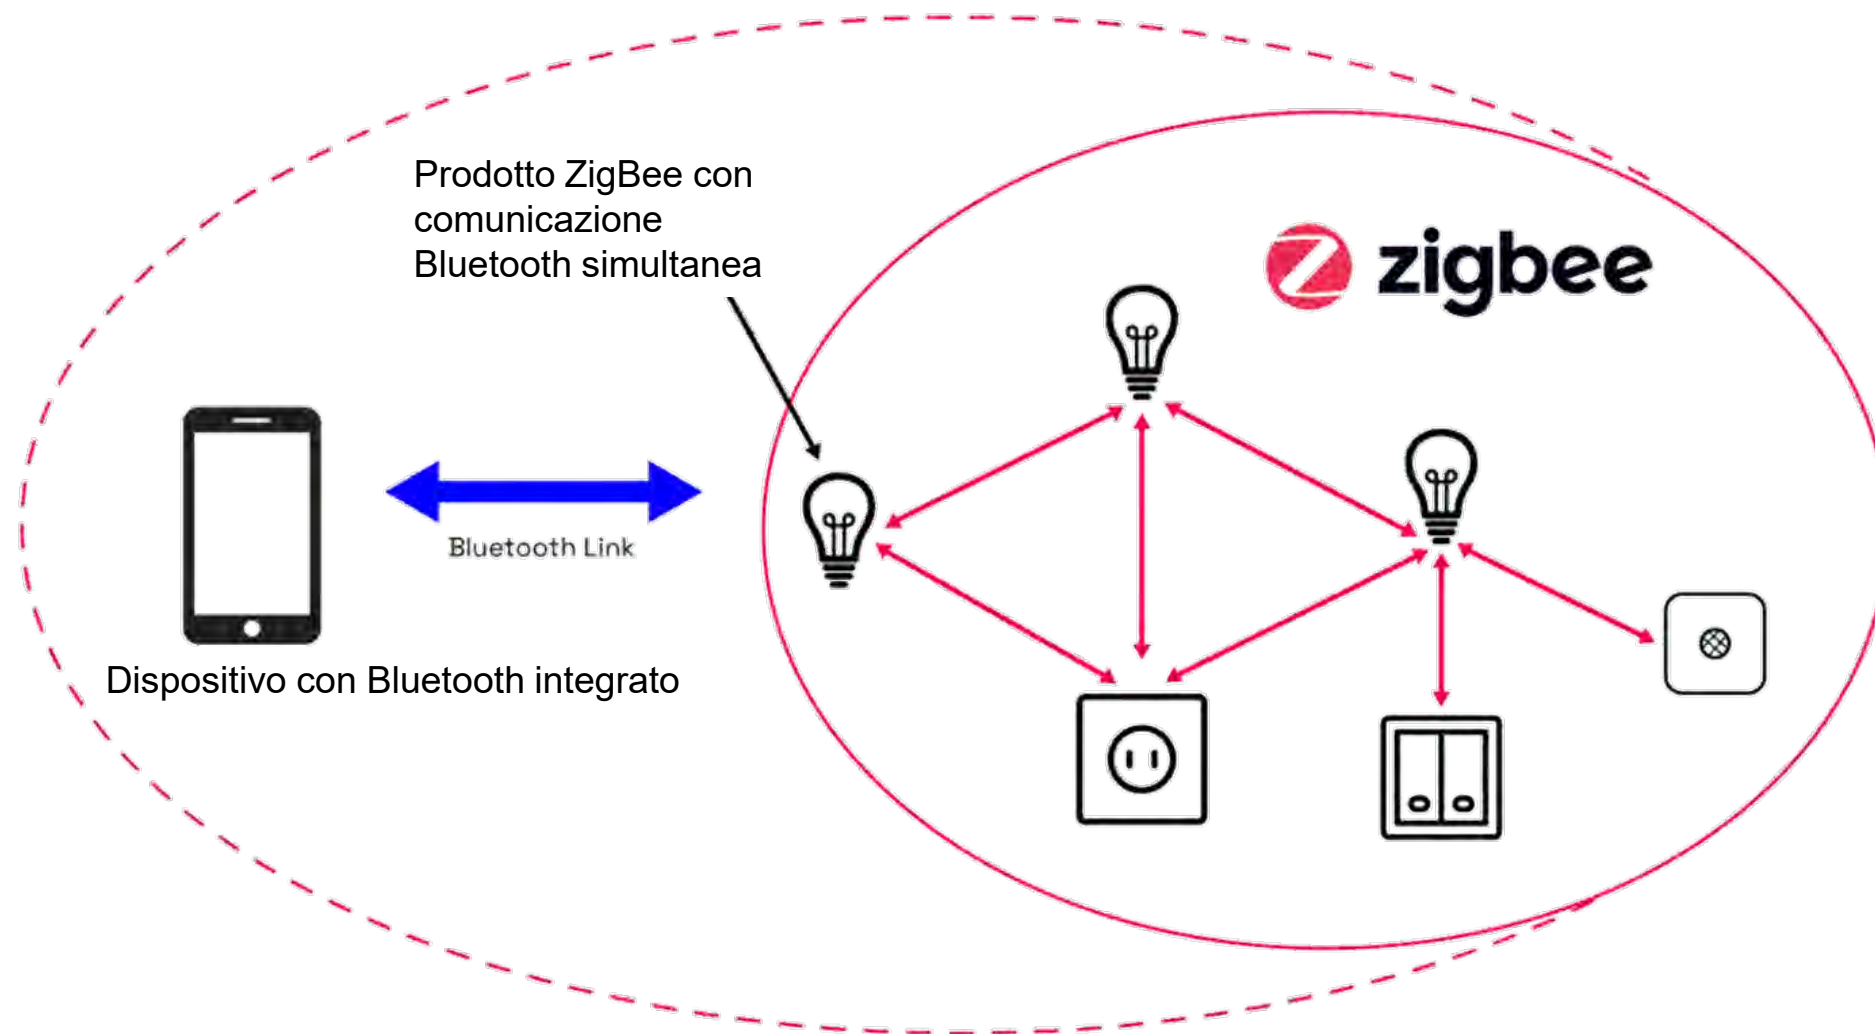 Prodotto ZigBee con
comunicazione
Bluetooth simultanea
zigbee
Bluetooth Link
Dispositivo con Bluetooth integrato